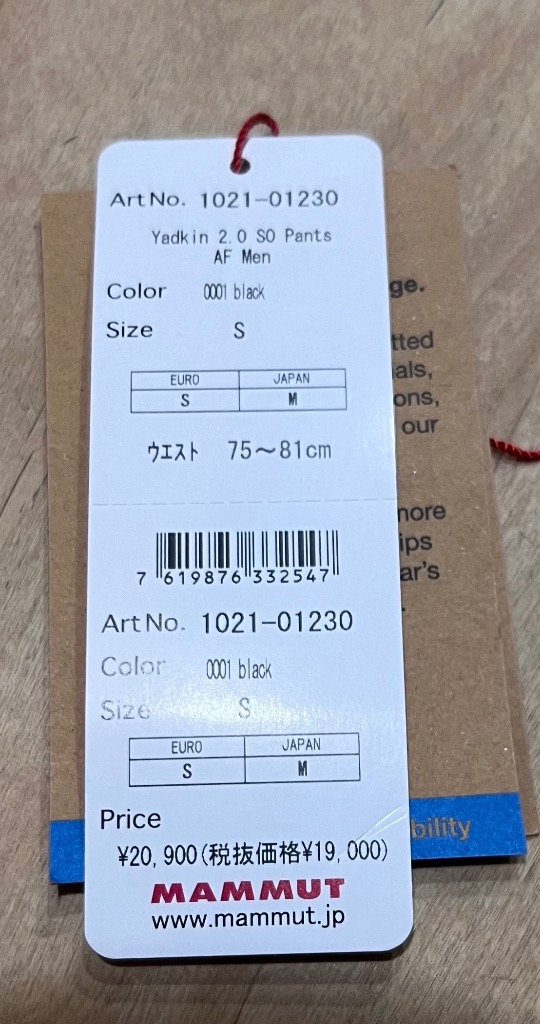 Art No. 1021-01230
Yadkin 2.0 SO Pants
AF Men
Color 0001 black
Size S
EURO JAPAN
S M
ウエスト 75～81cm
7 619876 332547
Art No. 1021-01230
Color 0001 black
Size S
EURO JAPAN
S M
Price
¥20,900(税抜価格¥19,000)
MAMMUT
www.mammut.jp
ge.
tted
als,
ons,
our
more
ips
ar's
bility